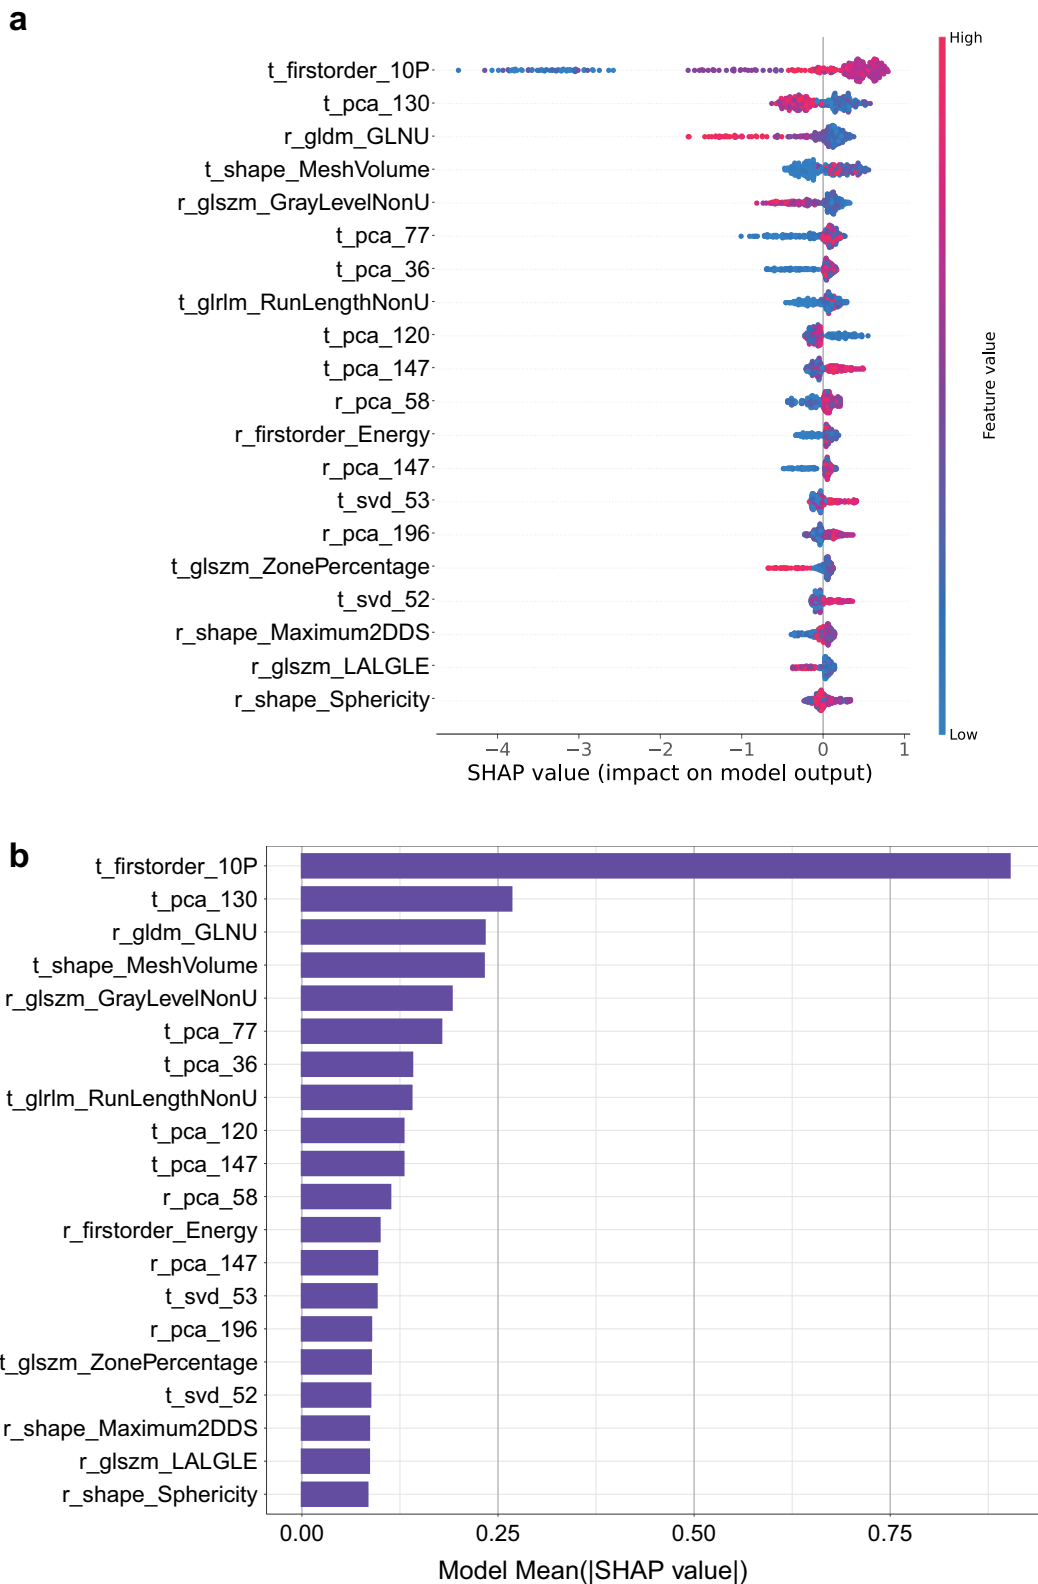 a
High
t_firstorder_10P
t_pca_130
r_gldm_GLNU
t_shape_MeshVolume
r_glszm_GrayLevelNonU
t_pca_77
t_pca_36
t_glrlm_RunLengthNonU
t_pca_120
t_pca_147
r_pca_58
r_firstorder_Energy
r_pca_147
t_svd_53
r_pca_196
t_glszm_ZonePercentage
t_svd_52
r_shape_Maximum2DDS
r_glszm_LALGLE
r_shape_Sphericity
Feature value
Low
−4 −3 −2 −1 0 1
SHAP value (impact on model output)
b
t_firstorder_10P
t_pca_130
r_gldm_GLNU
t_shape_MeshVolume
r_glszm_GrayLevelNonU
t_pca_77
t_pca_36
t_glrlm_RunLengthNonU
t_pca_120
t_pca_147
r_pca_58
r_firstorder_Energy
r_pca_147
t_svd_53
r_pca_196
t_glszm_ZonePercentage
t_svd_52
r_shape_Maximum2DDS
r_glszm_LALGLE
r_shape_Sphericity
0.00 0.25 0.50 0.75
Model Mean(|SHAP value|)